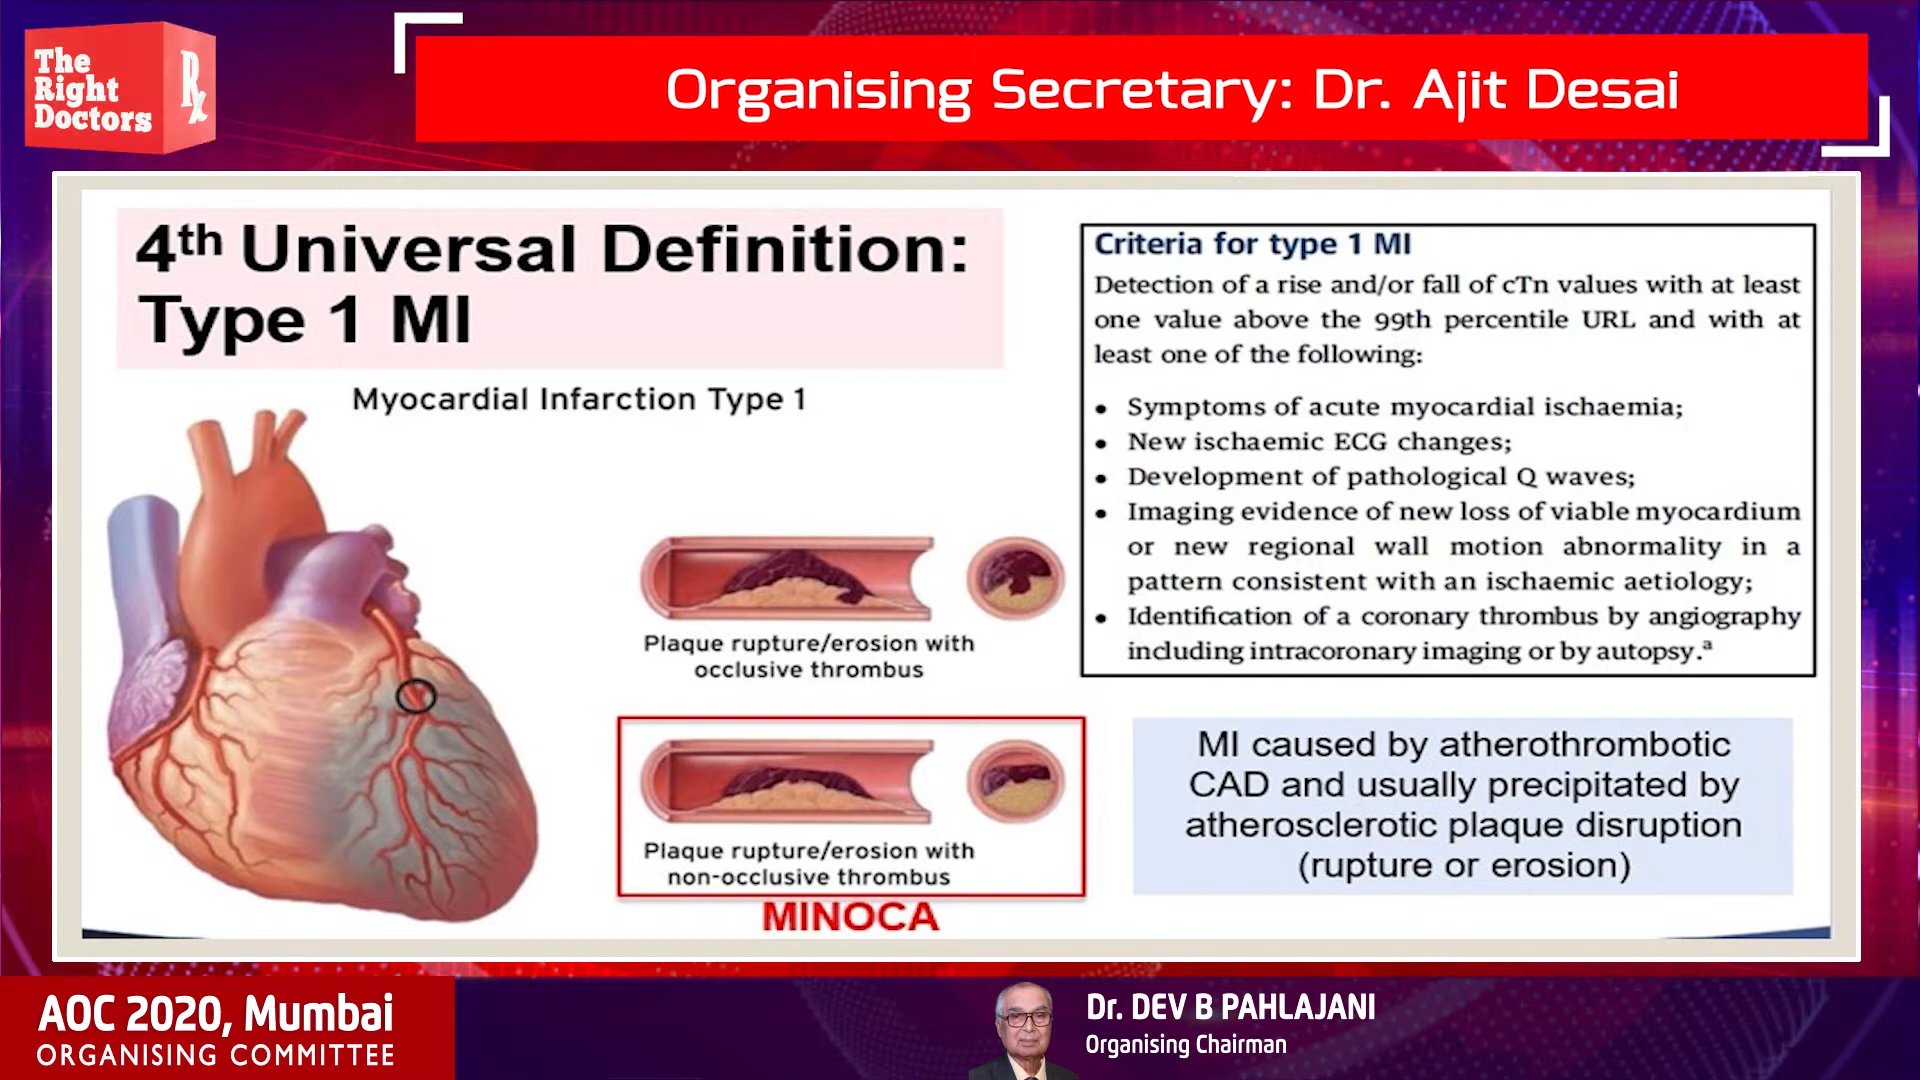 The
Right
Doctors
Rx
Organising Secretary: Dr. Ajit Desai
4th Universal Definition:
Type 1 MI
Myocardial Infarction Type 1
Plaque rupture/erosion with
occlusive thrombus
Plaque rupture/erosion with
non-occlusive thrombus
MINOCA
Criteria for type 1 MI
Detection of a rise and/or fall of cTn values with at least
one value above the 99th percentile URL and with at
least one of the following:
• Symptoms of acute myocardial ischaemia;
• New ischaemic ECG changes;
• Development of pathological Q waves;
• Imaging evidence of new loss of viable myocardium
or new regional wall motion abnormality in a
pattern consistent with an ischaemic aetiology;
• Identification of a coronary thrombus by angiography
including intracoronary imaging or by autopsy.ᵃ
MI caused by atherothrombotic
CAD and usually precipitated by
atherosclerotic plaque disruption
(rupture or erosion)
AOC 2020, Mumbai
ORGANISING COMMITTEE
Dr. DEV B PAHLAJANI
Organising Chairman